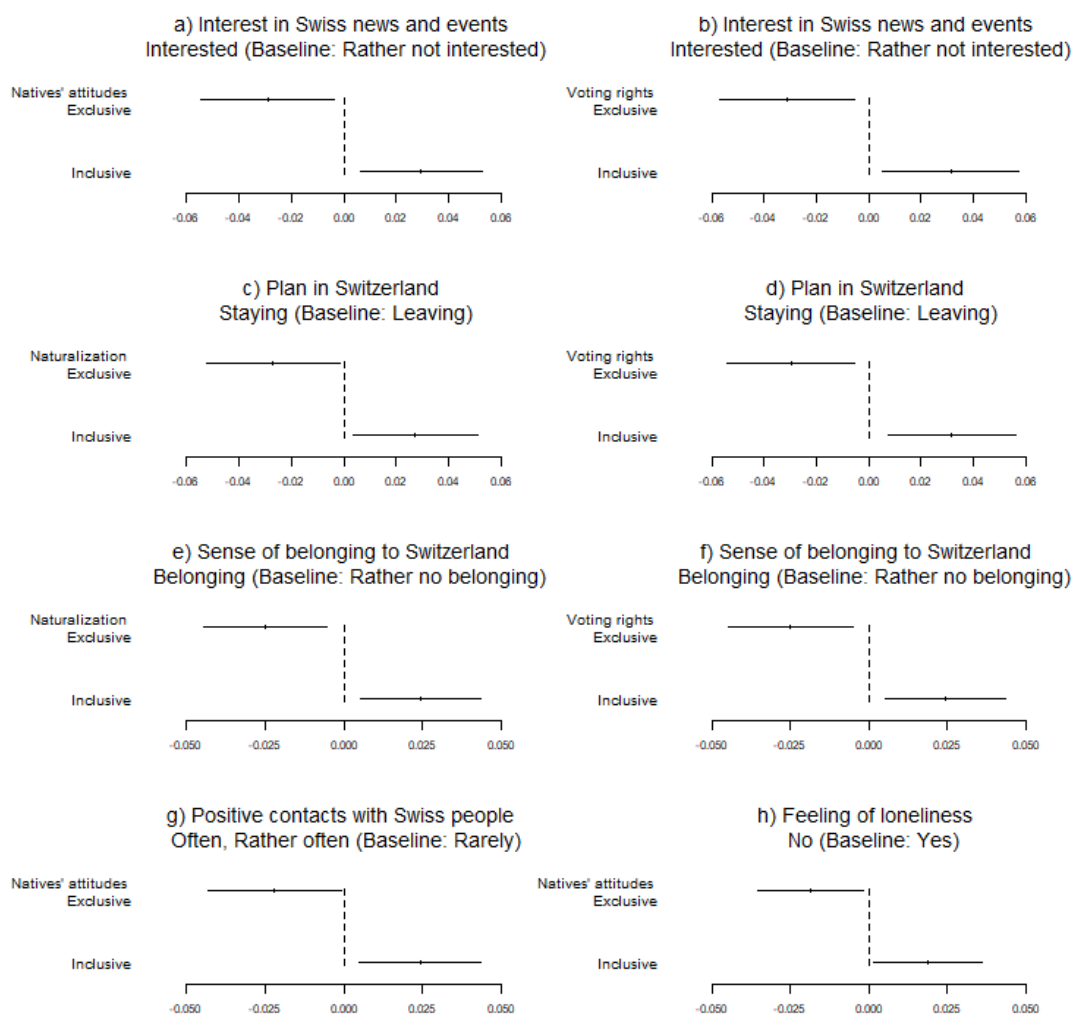 a) Interest in Swiss news and events
Interested (Baseline: Rather not interested)
Natives' attitudes
Exclusive
Inclusive
-0.06 -0.04 -0.02 0.00 0.02 0.04 0.06
b) Interest in Swiss news and events
Interested (Baseline: Rather not interested)
Voting rights
Exclusive
Inclusive
-0.06 -0.04 -0.02 0.00 0.02 0.04 0.06
c) Plan in Switzerland
Staying (Baseline: Leaving)
Naturalization
Exclusive
Inclusive
-0.06 -0.04 -0.02 0.00 0.02 0.04 0.06
d) Plan in Switzerland
Staying (Baseline: Leaving)
Voting rights
Exclusive
Inclusive
-0.06 -0.04 -0.02 0.00 0.02 0.04 0.06
e) Sense of belonging to Switzerland
Belonging (Baseline: Rather no belonging)
Naturalization
Exclusive
Inclusive
-0.050 -0.025 0.000 0.025 0.050
f) Sense of belonging to Switzerland
Belonging (Baseline: Rather no belonging)
Voting rights
Exclusive
Inclusive
-0.050 -0.025 0.000 0.025 0.050
g) Positive contacts with Swiss people
Often, Rather often (Baseline: Rarely)
Natives' attitudes
Exclusive
Inclusive
-0.050 -0.025 0.000 0.025 0.050
h) Feeling of loneliness
No (Baseline: Yes)
Natives' attitudes
Exclusive
Inclusive
-0.050 -0.025 0.000 0.025 0.050